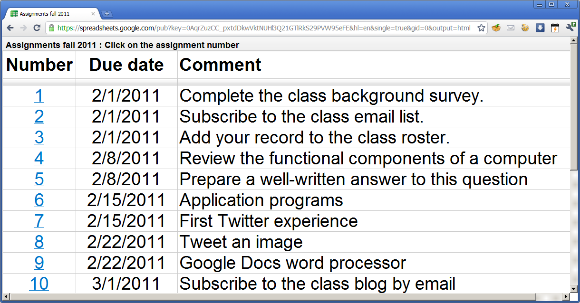 Assignments fall 2011
https://spreadsheets.google.com/pub?key=
Assignments fall 2011 : Click on the assignment number
Number Due date Comment
1 2/1/2011 Complete the class background survey.
2 2/1/2011 Subscribe to the class email list.
3 2/1/2011 Add your record to the class roster.
4 2/8/2011 Review the functional components of a computer
5 2/8/2011 Prepare a well-written answer to this question
6 2/15/2011 Application programs
7 2/15/2011 First Twitter experience
8 2/22/2011 Tweet an image
9 2/22/2011 Google Docs word processor
10 3/1/2011 Subscribe to the class blog by email